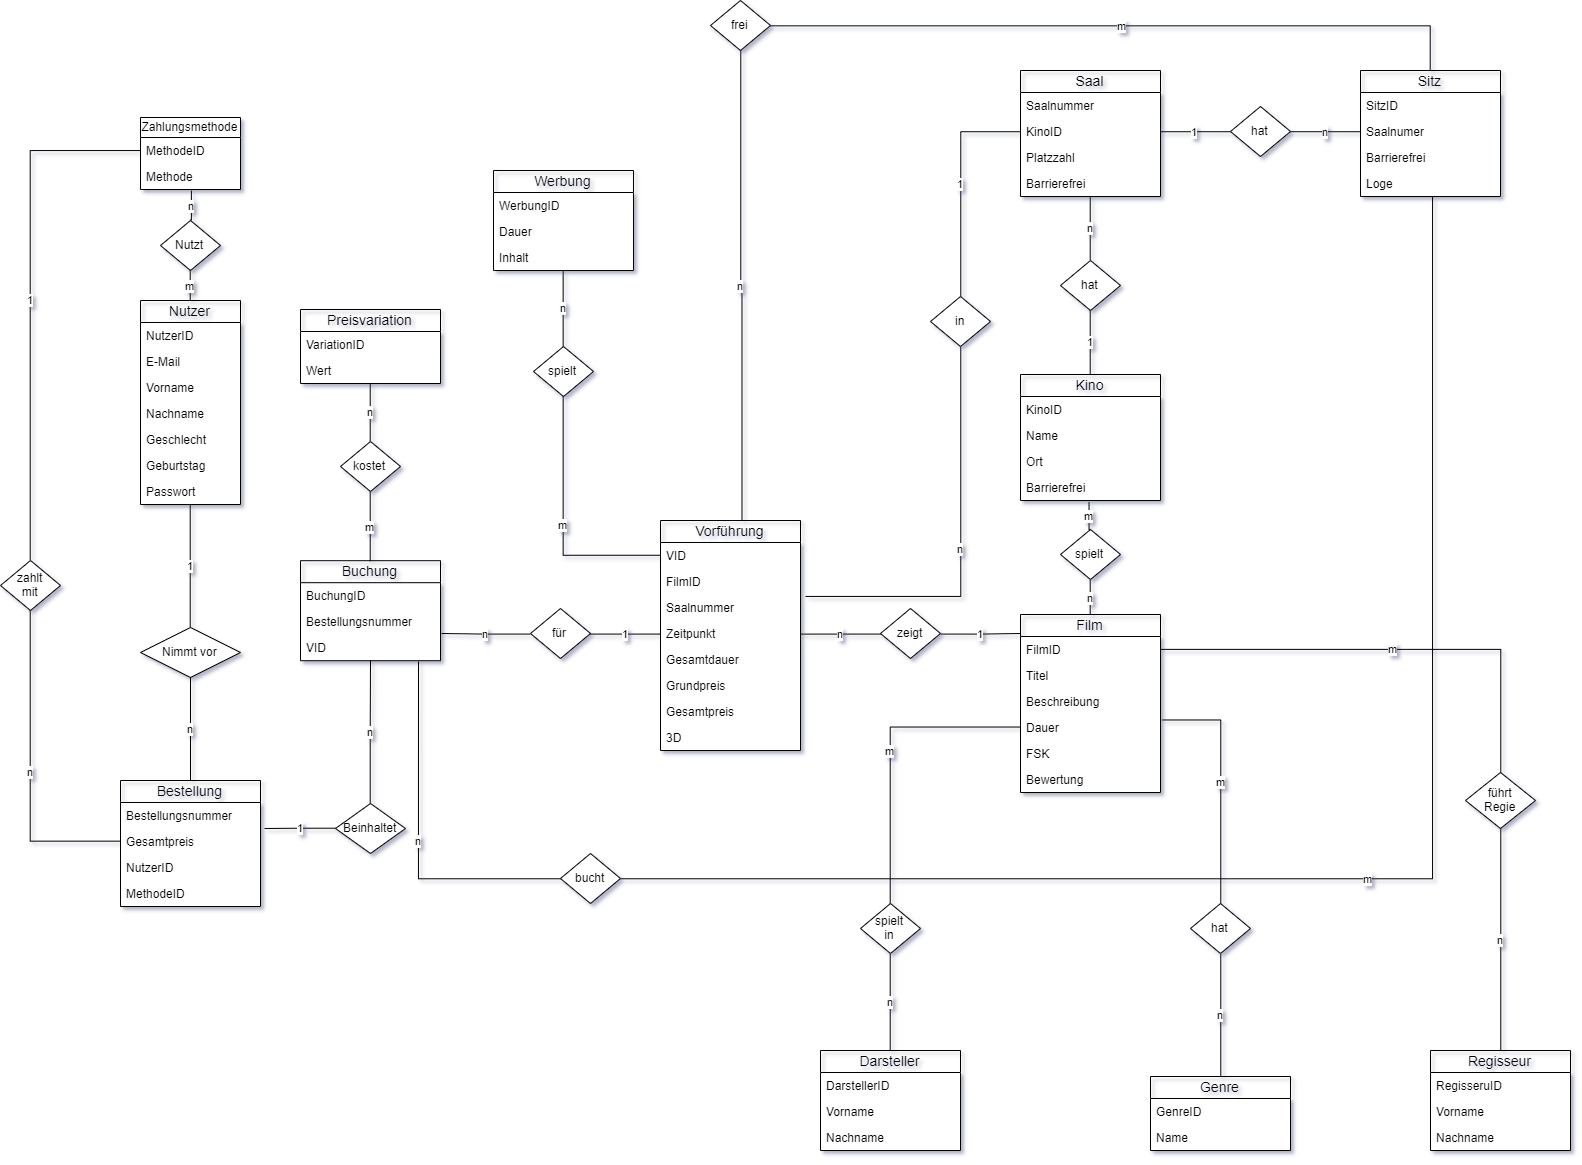 frei
m
Saal
Saalnummer
KinoID
Platzzahl
Barrierefrei
1
hat
n
Sitz
SitzID
Saalnumer
Barrierefrei
Loge
Zahlungsmethode
MethodeID
Methode
n
Nutzt
m
Werbung
WerbungID
Dauer
Inhalt
1
n
hat
1
n
1
in
n
Nutzer
NutzerID
E-Mail
Vorname
Nachname
Geschlecht
Geburtstag
Passwort
Preisvariation
VariationID
Wert
n
kostet
m
n
spielt
m
Kino
KinoID
Name
Ort
Barrierefrei
m
spielt
n
zahlt
mit
n
1
Nimmt vor
n
Buchung
BuchungID
Bestellungsnummer
VID
n
für
1
Vorführung
VID
FilmID
Saalnummer
Zeitpunkt
Gesamtdauer
Grundpreis
Gesamtpreis
3D
n
zeigt
1
Film
FilmID
Titel
Beschreibung
Dauer
FSK
Bewertung
m
führt
Regie
n
Bestellung
Bestellungsnummer
Gesamtpreis
NutzerID
MethodeID
1
Beinhaltet
n
n
bucht
m
m
spielt
in
n
m
hat
n
Darsteller
DarstellerID
Vorname
Nachname
Genre
GenreID
Name
Regisseur
RegisseruID
Vorname
Nachname